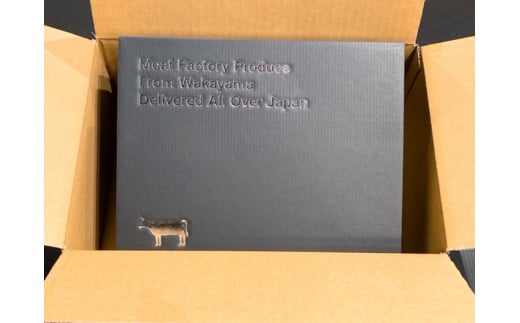 Meat Factory Produce
From Wakayama
Delivered All Over Japan